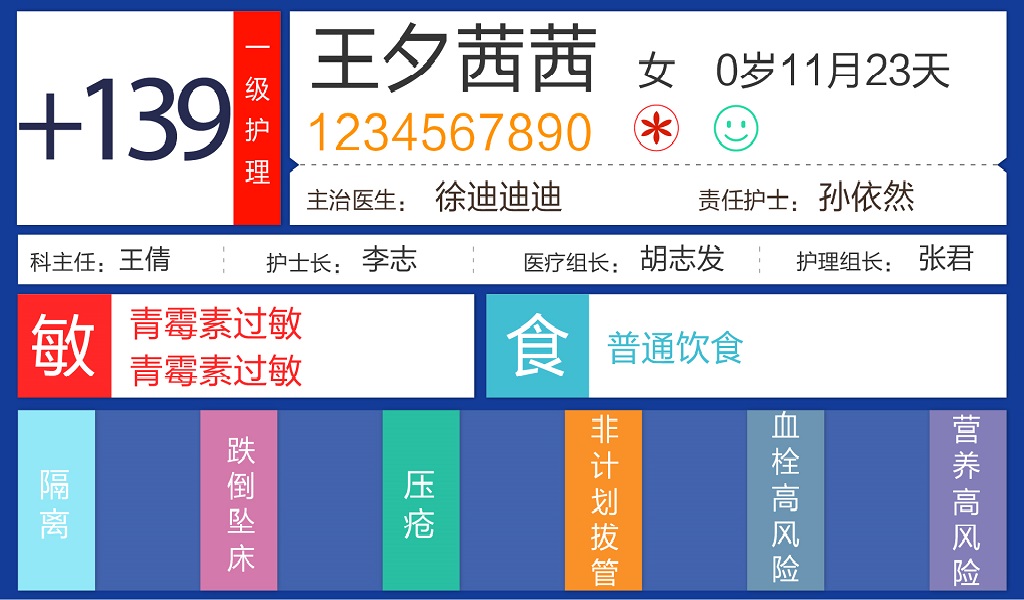 +139
一级护理
王夕茜茜 女 0岁11月23天
1234567890
主治医生： 徐迪迪迪 责任护士： 孙依然
科主任：王倩 护士长： 李志 医疗组长： 胡志发 护理组长： 张君
敏
青霉素过敏
青霉素过敏
食
普通饮食
隔离
跌倒坠床
压疮
非计划拔管
血栓高风险
营养高风险